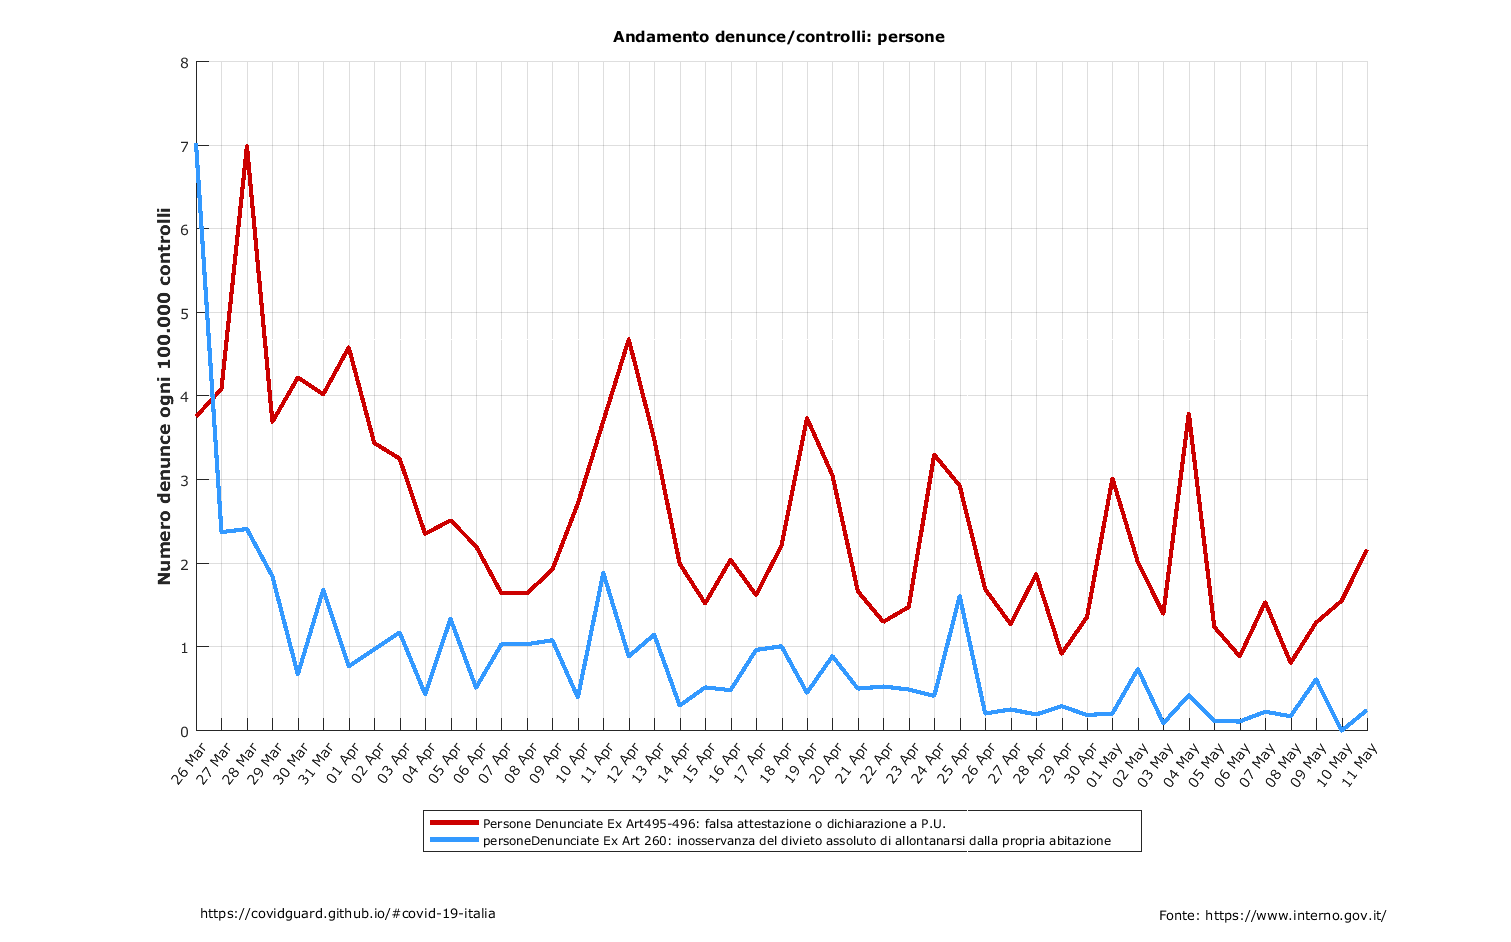 Andamento denunce/controlli: persone
8
7
6
5
4
3
2
1
0
Numero denunce ogni 100.000 controlli
26 Mar
27 Mar
28 Mar
29 Mar
30 Mar
31 Mar
01 Apr
02 Apr
03 Apr
04 Apr
05 Apr
06 Apr
07 Apr
08 Apr
09 Apr
10 Apr
11 Apr
12 Apr
13 Apr
14 Apr
15 Apr
16 Apr
17 Apr
18 Apr
19 Apr
20 Apr
21 Apr
22 Apr
23 Apr
24 Apr
25 Apr
26 Apr
27 Apr
28 Apr
29 Apr
30 Apr
01 May
02 May
03 May
04 May
05 May
06 May
07 May
08 May
09 May
10 May
11 May
Persone Denunciate Ex Art495-496: falsa attestazione o dichiarazione a P.U.
personeDenunciate Ex Art 260: inosservanza del divieto assoluto di allontanarsi dalla propria abitazione
https://covidguard.github.io/#covid-19-italia
Fonte: https://www.interno.gov.it/